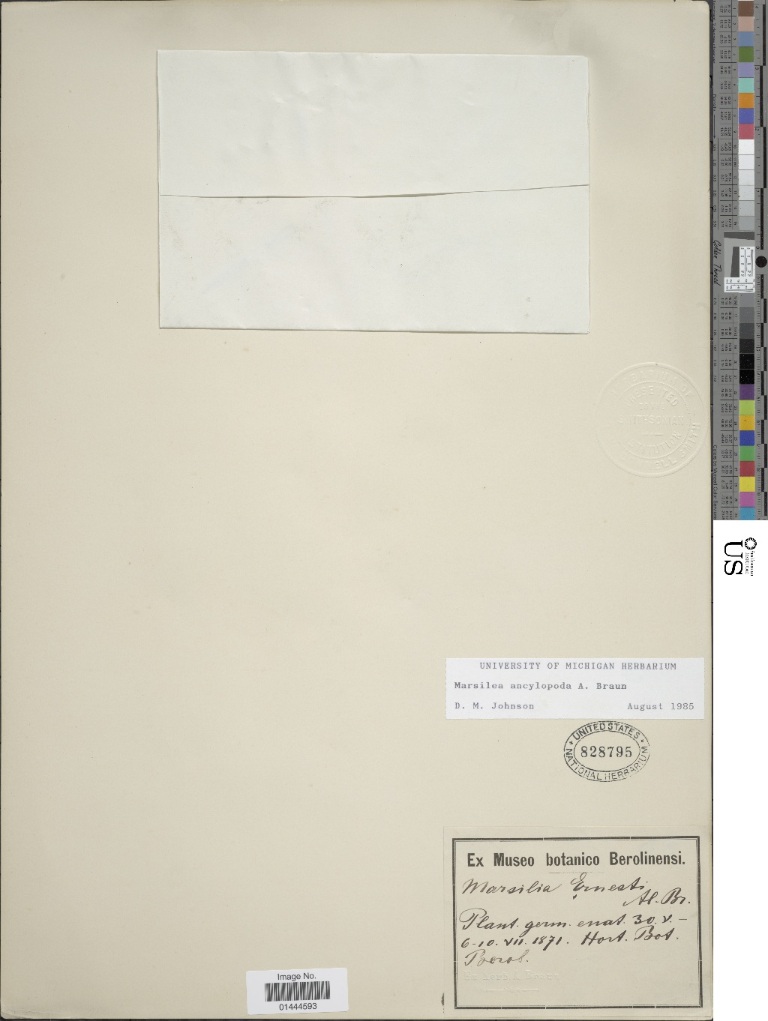 UNIVERSITY OF MICHIGAN HERBARIUM
Marsilea ancylopoda A. Braun
D. M. Johnson August 1985
UNITED STATES
828795
NATIONAL HERBARIUM
Ex Museo botanico Berolinensi.
Marsilia Ernesti
Al. Br.
Plant. germ. enat. 30. V. –
6-10. VII. 1871. Hort. Bot.
Berol.
Image No.
01444593
US